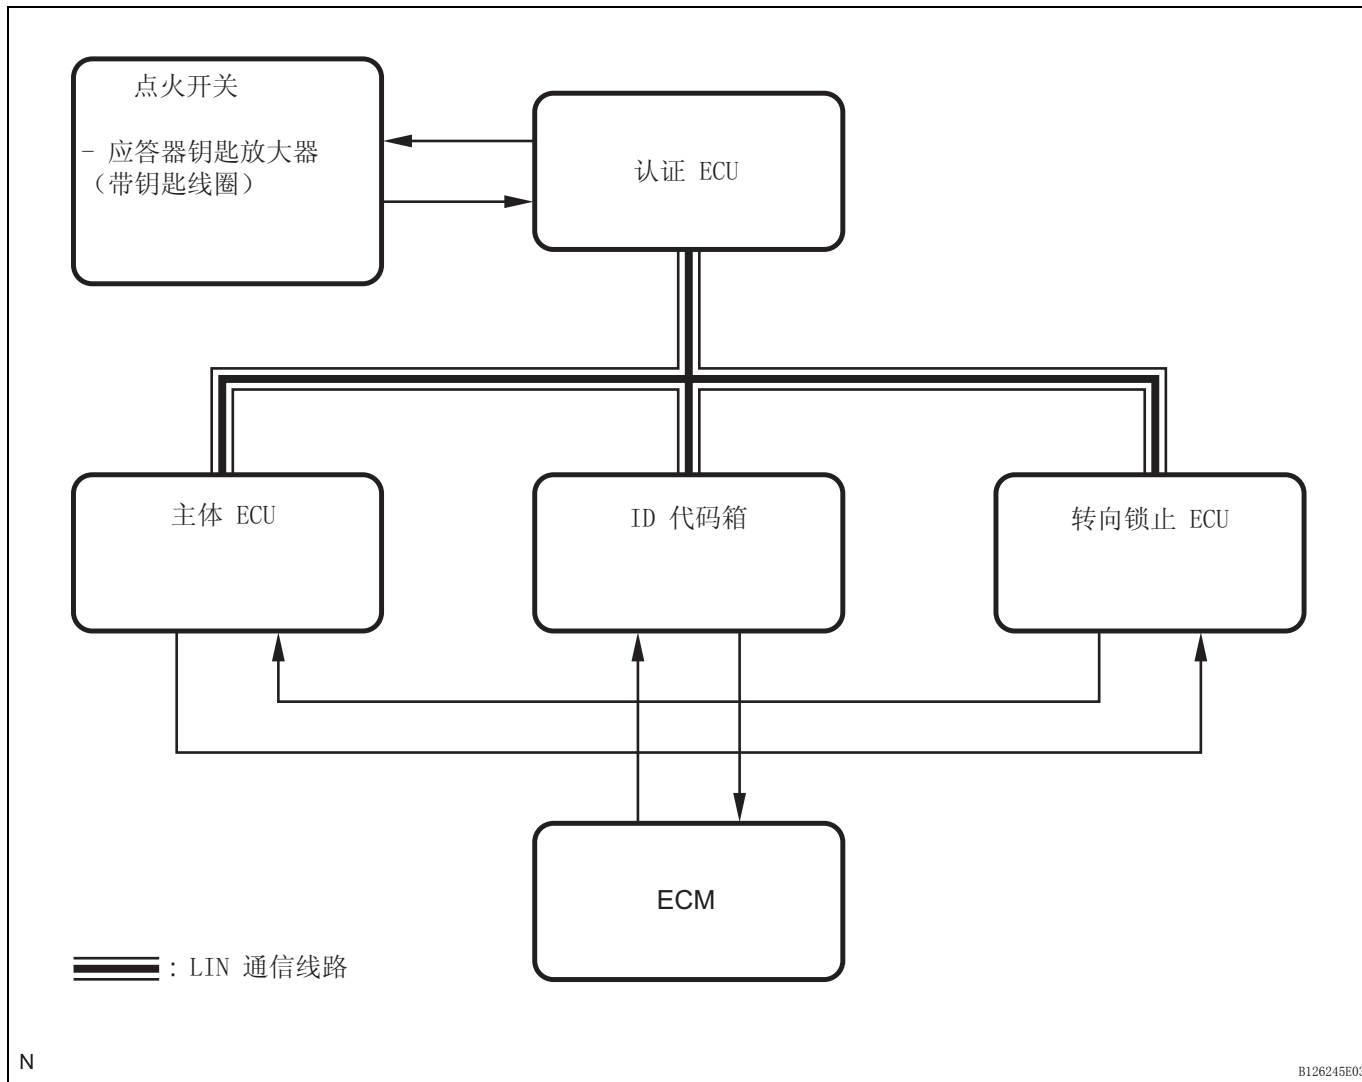 点火开关
- 应答器钥匙放大器
（带钥匙线圈）
认证 ECU
主体 ECU
ID 代码箱
转向锁止 ECU
ECM
: LIN 通信线路
N
B126245E03